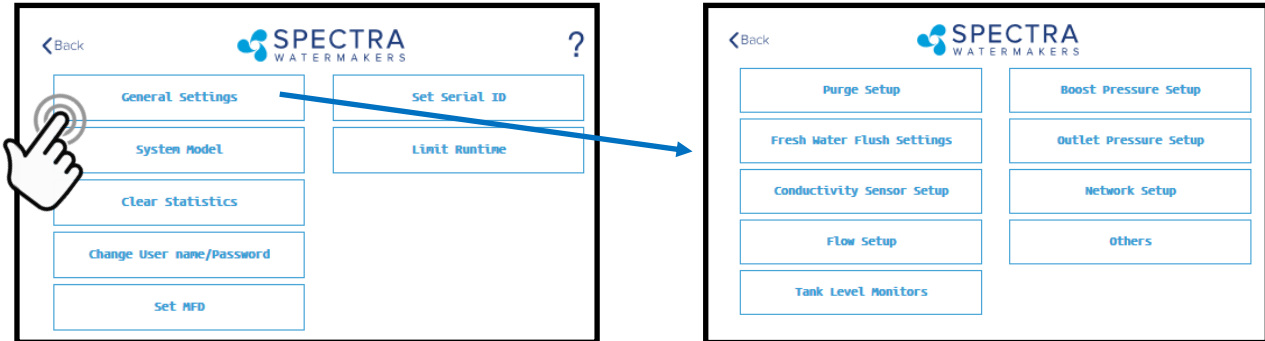 Back
SPECTRA
WATERMAKERS
?
General Settings
Set Serial ID
System Model
Limit Runtime
Clear Statistics
Change User name/Password
Set MFD
Back
SPECTRA
WATERMAKERS
Purge Setup
Boost Pressure Setup
Fresh Water Flush Settings
Outlet Pressure Setup
Conductivity Sensor Setup
Network Setup
Flow Setup
Others
Tank Level Monitors